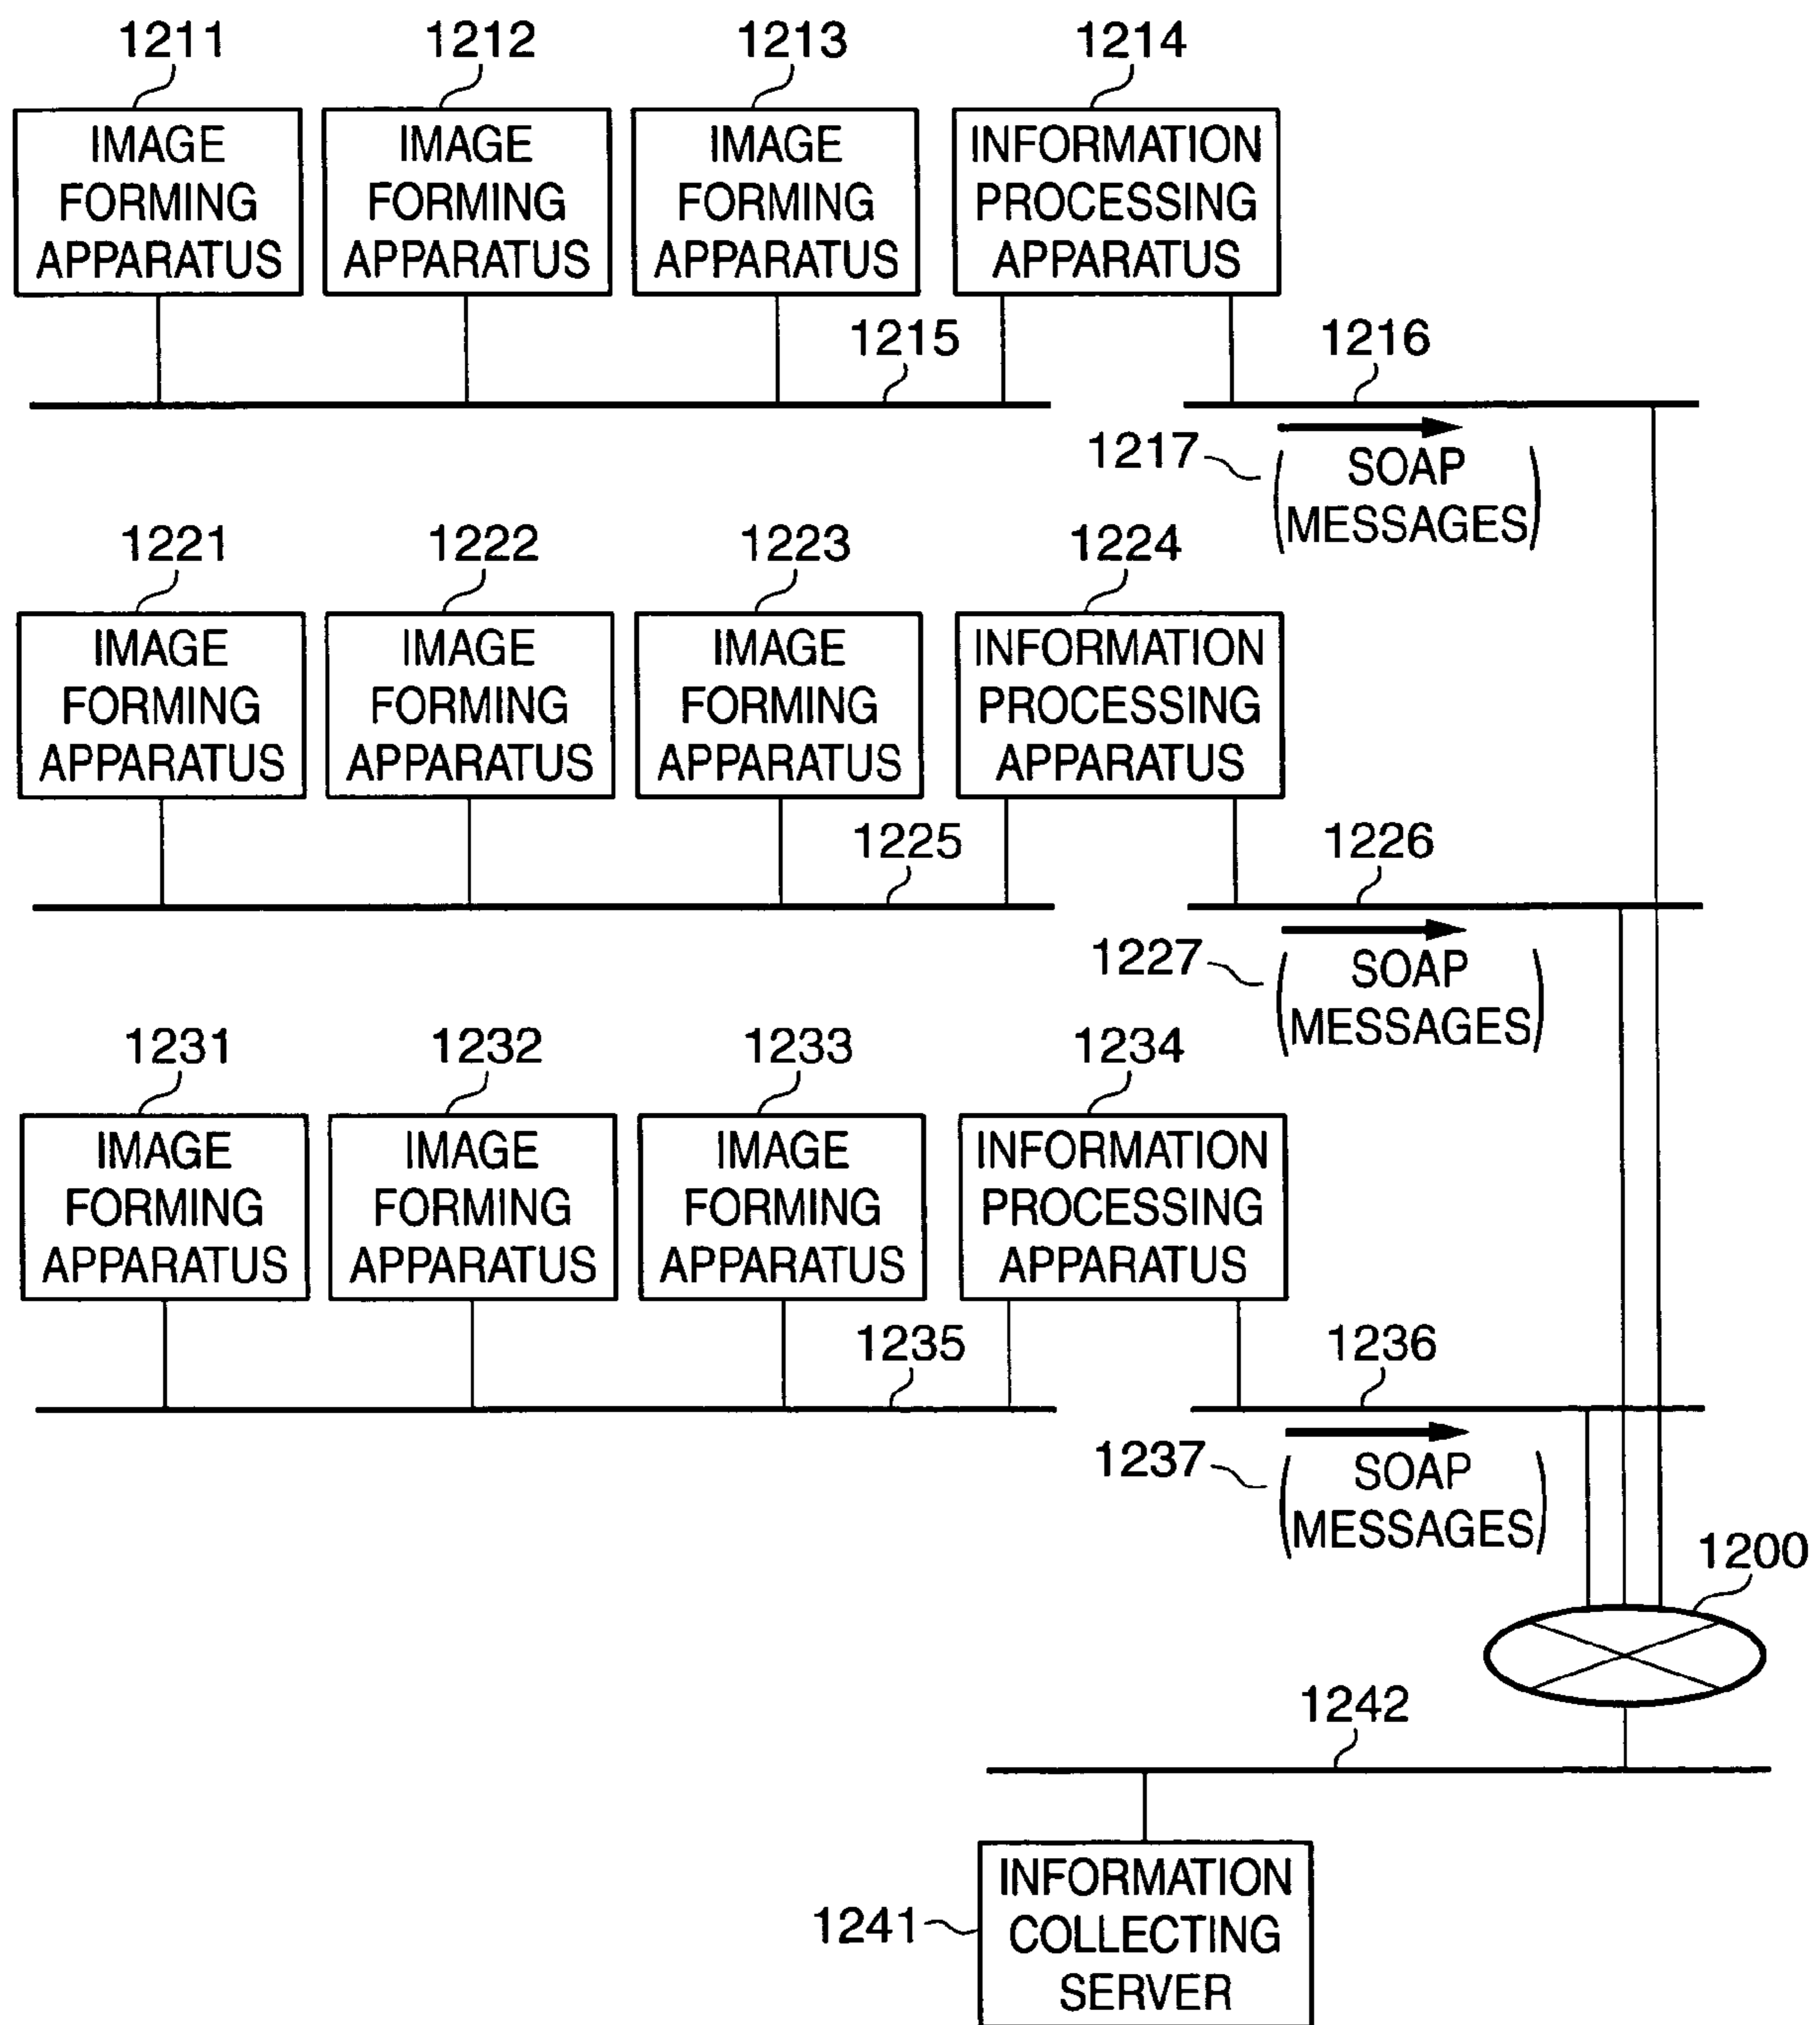 1211 1212 1213 1214
IMAGE FORMING APPARATUS
IMAGE FORMING APPARATUS
IMAGE FORMING APPARATUS
INFORMATION PROCESSING APPARATUS
1215 1216
1217
SOAP
MESSAGES
1221 1222 1223 1224
IMAGE FORMING APPARATUS
IMAGE FORMING APPARATUS
IMAGE FORMING APPARATUS
INFORMATION PROCESSING APPARATUS
1225 1226
1227
SOAP
MESSAGES
1231 1232 1233 1234
IMAGE FORMING APPARATUS
IMAGE FORMING APPARATUS
IMAGE FORMING APPARATUS
INFORMATION PROCESSING APPARATUS
1235 1236
1237
SOAP
MESSAGES
1200
1242
1241
INFORMATION
COLLECTING
SERVER